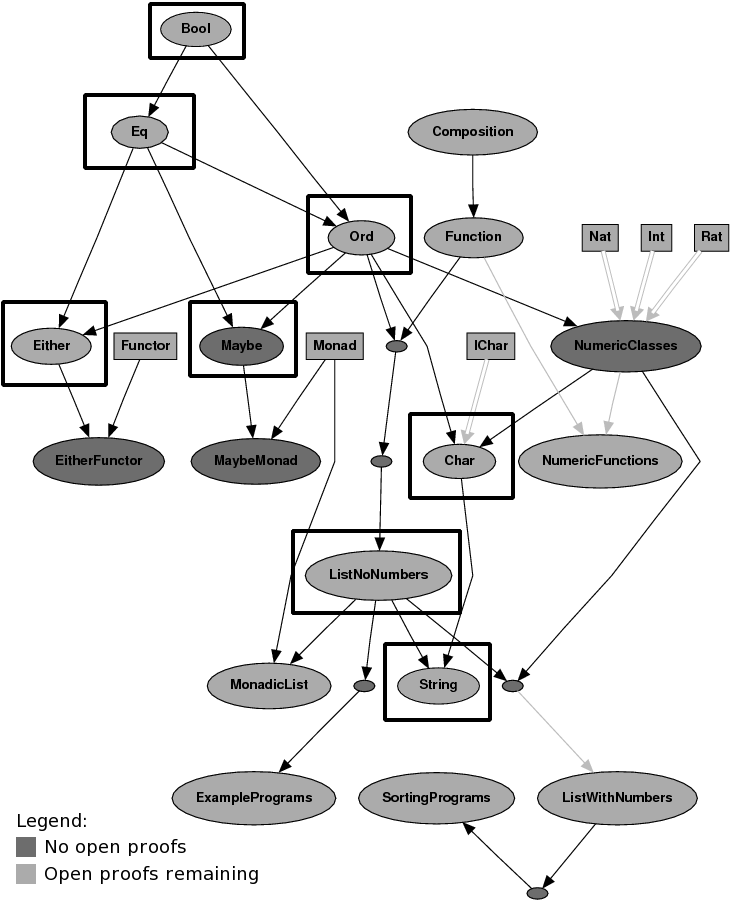 Bool
Eq
Composition
Ord
Function
Nat
Int
Rat
Either
Functor
Maybe
Monad
IChar
NumericClasses
EitherFunctor
MaybeMonad
Char
NumericFunctions
ListNoNumbers
MonadicList
String
ExamplePrograms
SortingPrograms
ListWithNumbers
Legend:
No open proofs
Open proofs remaining